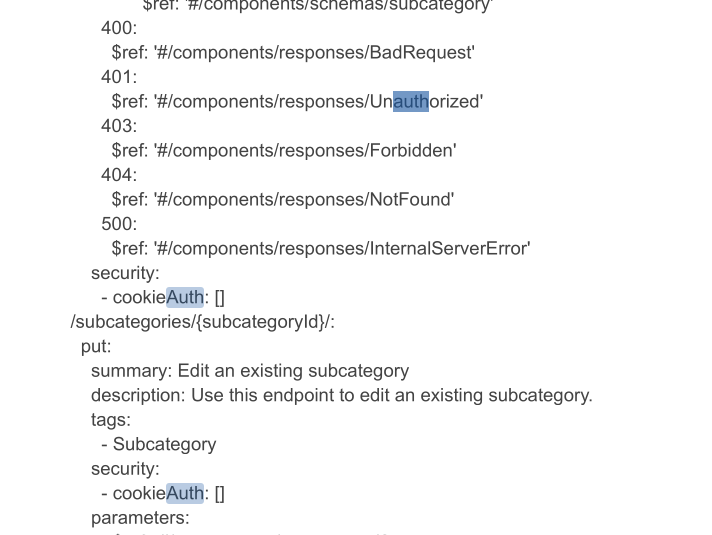 $ref: '#/components/schemas/subcategory'
400:
$ref: '#/components/responses/BadRequest'
401:
$ref: '#/components/responses/Unauthorized'
403:
$ref: '#/components/responses/Forbidden'
404:
$ref: '#/components/responses/NotFound'
500:
$ref: '#/components/responses/InternalServerError'
security:
- cookieAuth: []
/subcategories/{subcategoryId}/:
put:
summary: Edit an existing subcategory
description: Use this endpoint to edit an existing subcategory.
tags:
- Subcategory
security:
- cookieAuth: []
parameters: